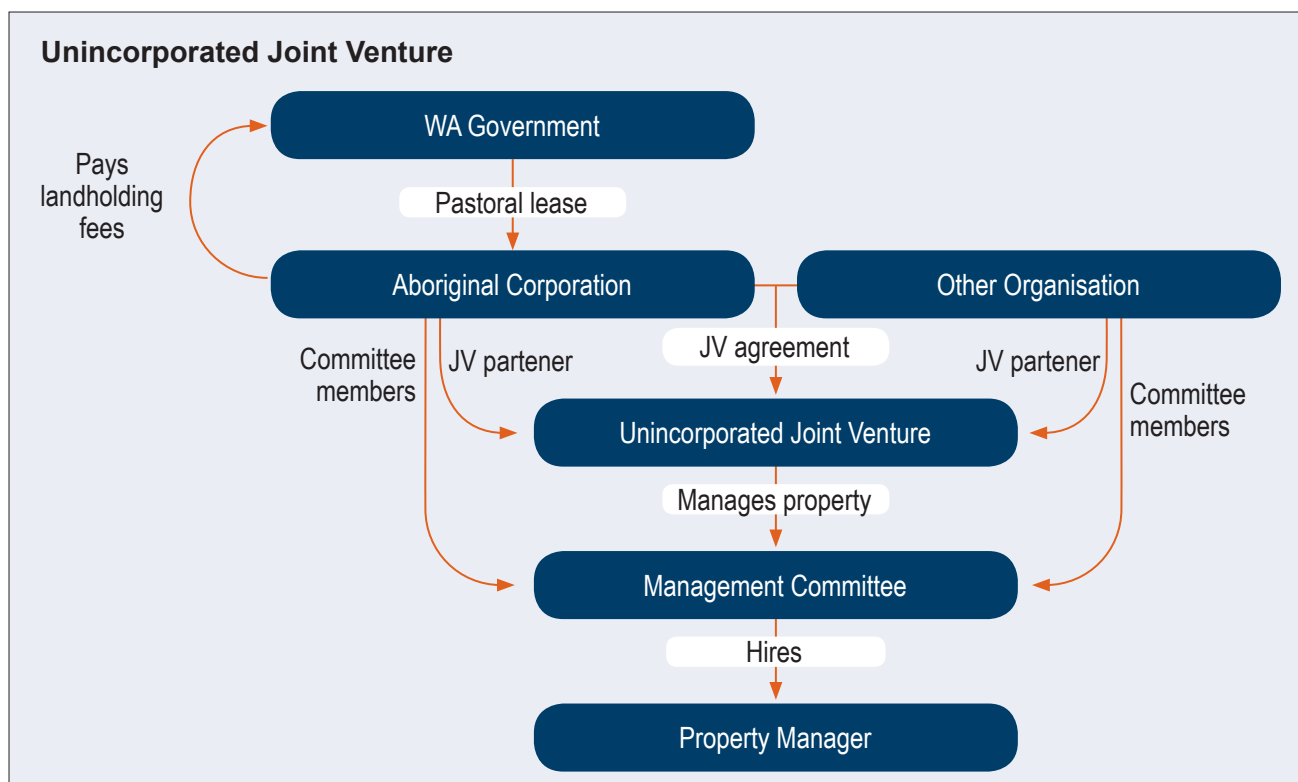 Unincorporated Joint Venture
WA Government
Pays
landholding
fees
Pastoral lease
Aboriginal Corporation
Other Organisation
JV agreement
Committee
members
JV partener
JV partener
Committee
members
Unincorporated Joint Venture
Manages property
Management Committee
Hires
Property Manager